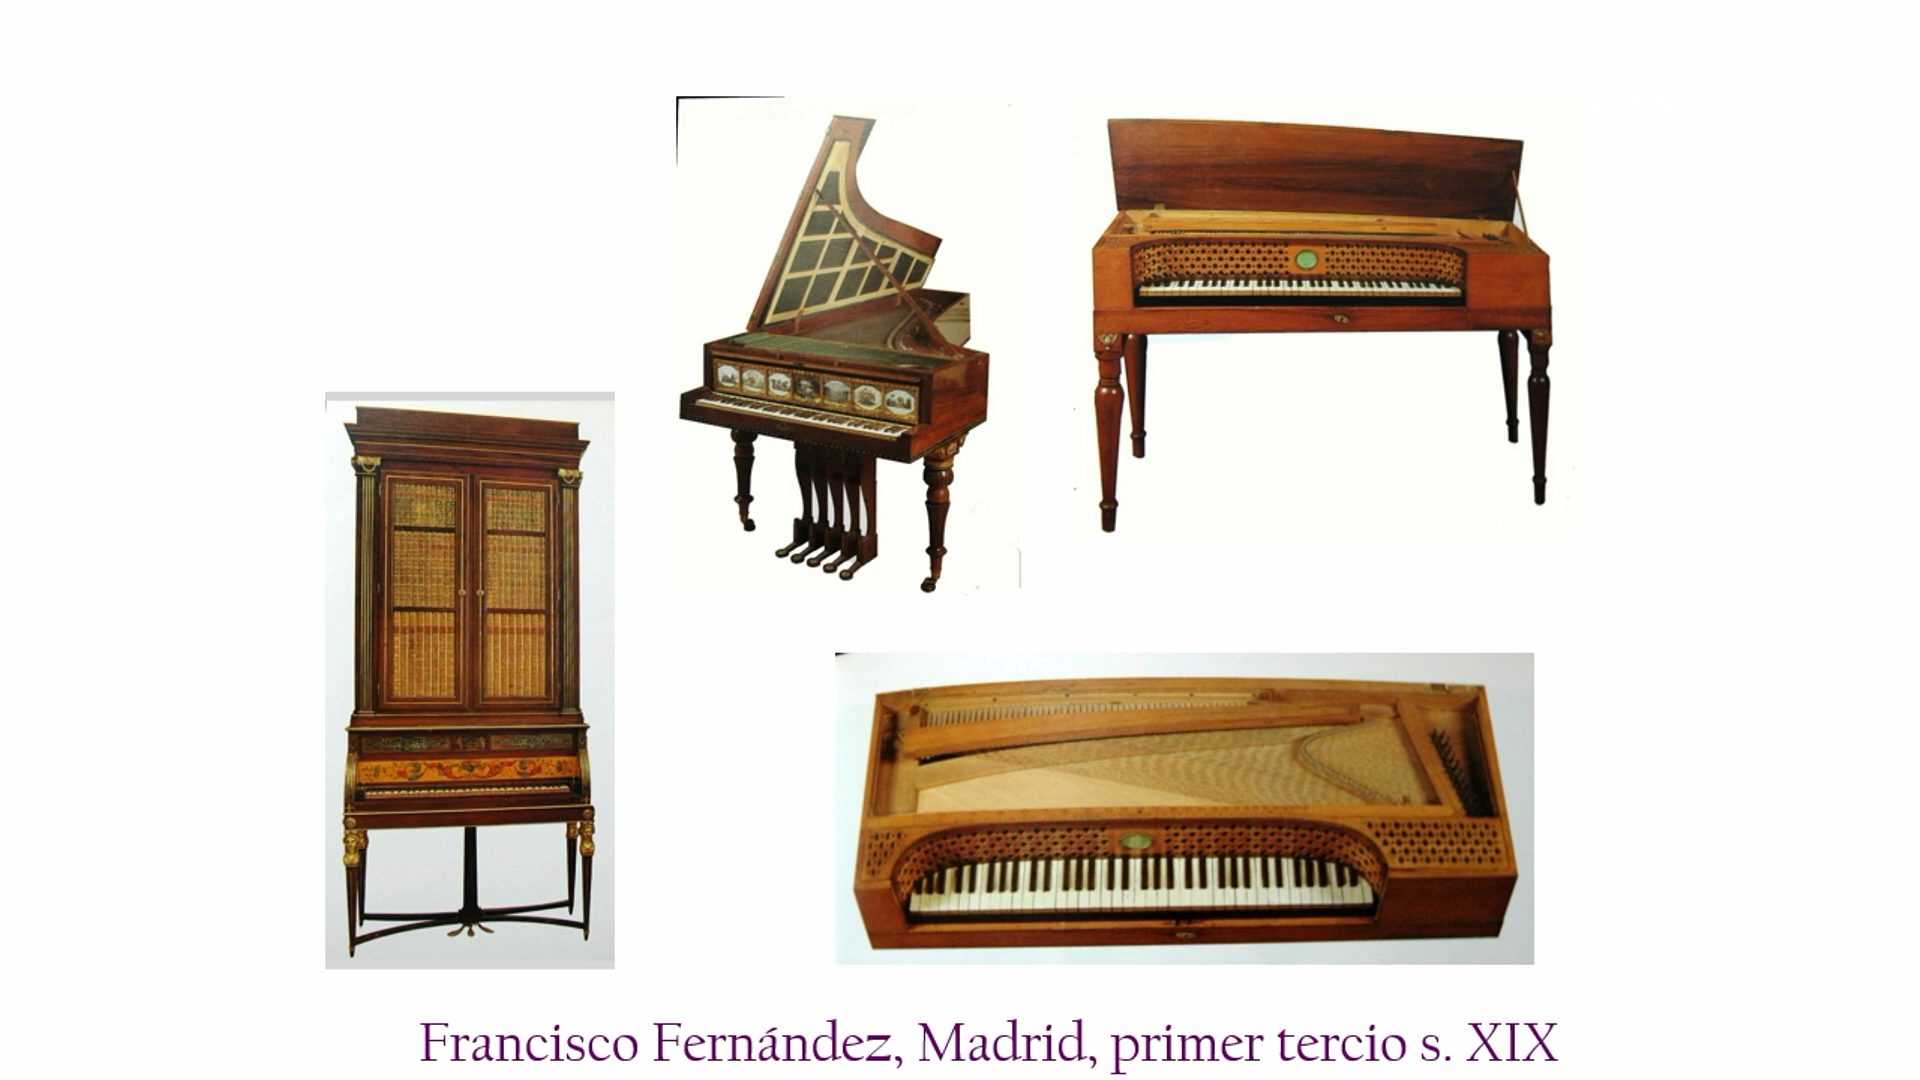 Francisco Fernández, Madrid, primer tercio s. XIX